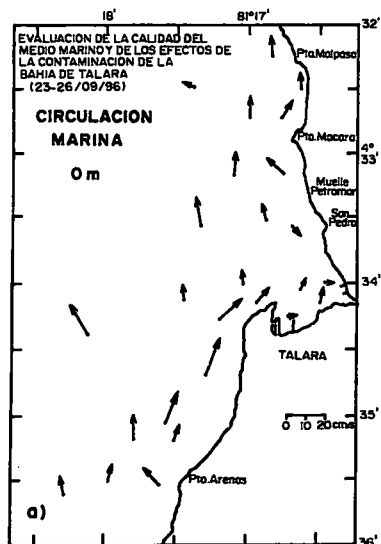 18'
81°17'
32'
EVALUACION DE LA CALIDAD DEL
MEDIO MARINO Y DE LOS EFECTOS DE
LA CONTAMINACION DE LA
BAHIA DE TALARA
(23-26/09/96)
Pta.Malpaso
CIRCULACION
MARINA
0 m
Pta.Macara
4°
33'
Muelle
Petromar
San
Pedro
34'
TALARA
0 10 20 cm/s
35'
Pta.Arenas
a)
36'